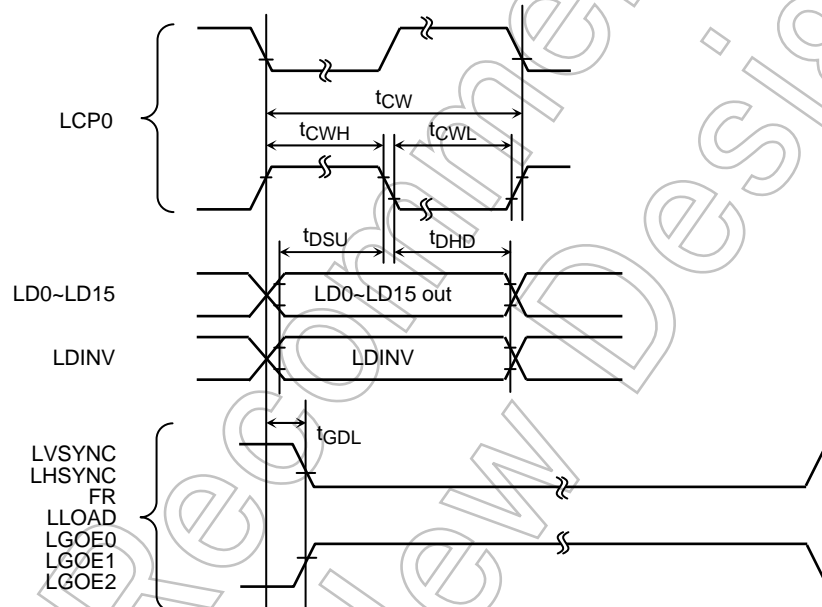 LCP0
tCW
tCWH
tCWL
tDSU
tDHD
LD0~LD15
LD0~LD15 out
LDINV
LDINV
tGDL
LVSYNC
LHSYNC
FR
LLOAD
LGOE0
LGOE1
LGOE2